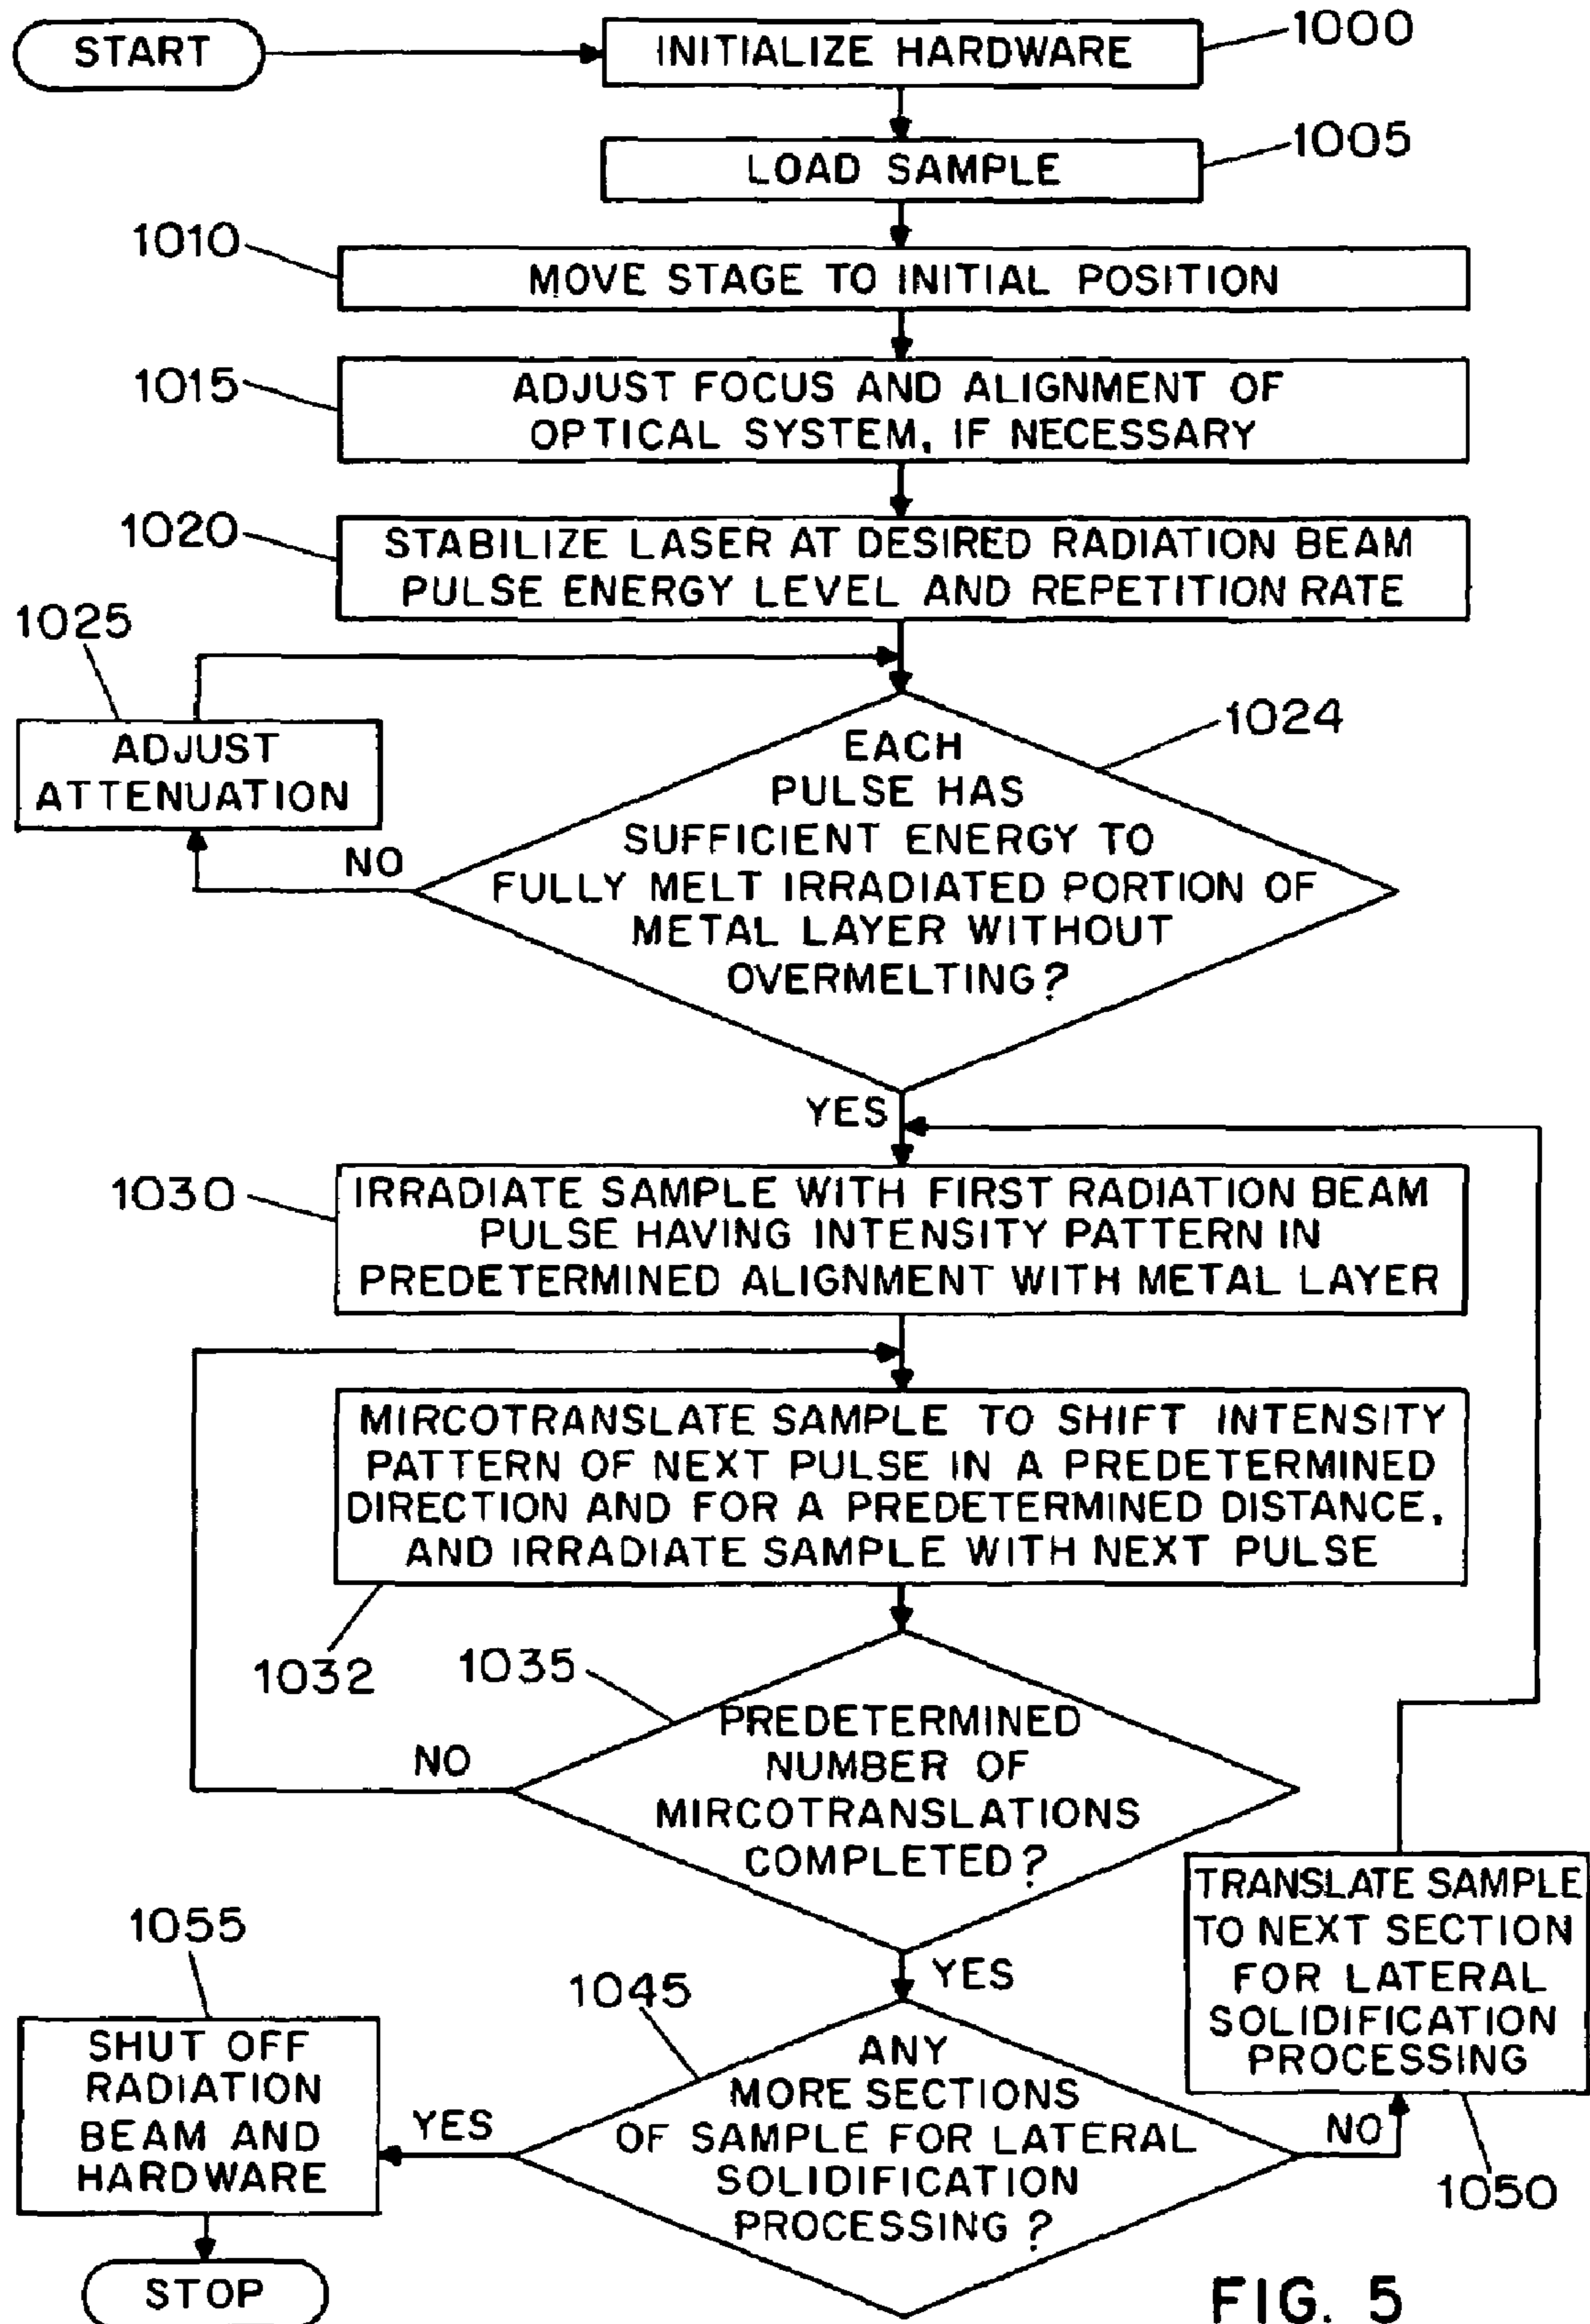 START
INITIALIZE HARDWARE
1000
LOAD SAMPLE
1005
1010
MOVE STAGE TO INITIAL POSITION
1015
ADJUST FOCUS AND ALIGNMENT OF
OPTICAL SYSTEM, IF NECESSARY
1020
STABILIZE LASER AT DESIRED RADIATION BEAM
PULSE ENERGY LEVEL AND REPETITION RATE
1025
ADJUST
ATTENUATION
NO
1024
EACH
PULSE HAS
SUFFICIENT ENERGY TO
FULLY MELT IRRADIATED PORTION OF
METAL LAYER WITHOUT
OVERMELTING?
YES
1030
IRRADIATE SAMPLE WITH FIRST RADIATION BEAM
PULSE HAVING INTENSITY PATTERN IN
PREDETERMINED ALIGNMENT WITH METAL LAYER
MIRCOTRANSLATE SAMPLE TO SHIFT INTENSITY
PATTERN OF NEXT PULSE IN A PREDETERMINED
DIRECTION AND FOR A PREDETERMINED DISTANCE,
AND IRRADIATE SAMPLE WITH NEXT PULSE
1032
1035
NO
PREDETERMINED
NUMBER OF
MIRCOTRANSLATIONS
COMPLETED?
YES
TRANSLATE SAMPLE
TO NEXT SECTION
FOR LATERAL
SOLIDIFICATION
PROCESSING
1050
1045
ANY
MORE SECTIONS
OF SAMPLE FOR LATERAL
SOLIDIFICATION
PROCESSING?
NO
YES
1055
SHUT OFF
RADIATION
BEAM AND
HARDWARE
STOP
FIG. 5